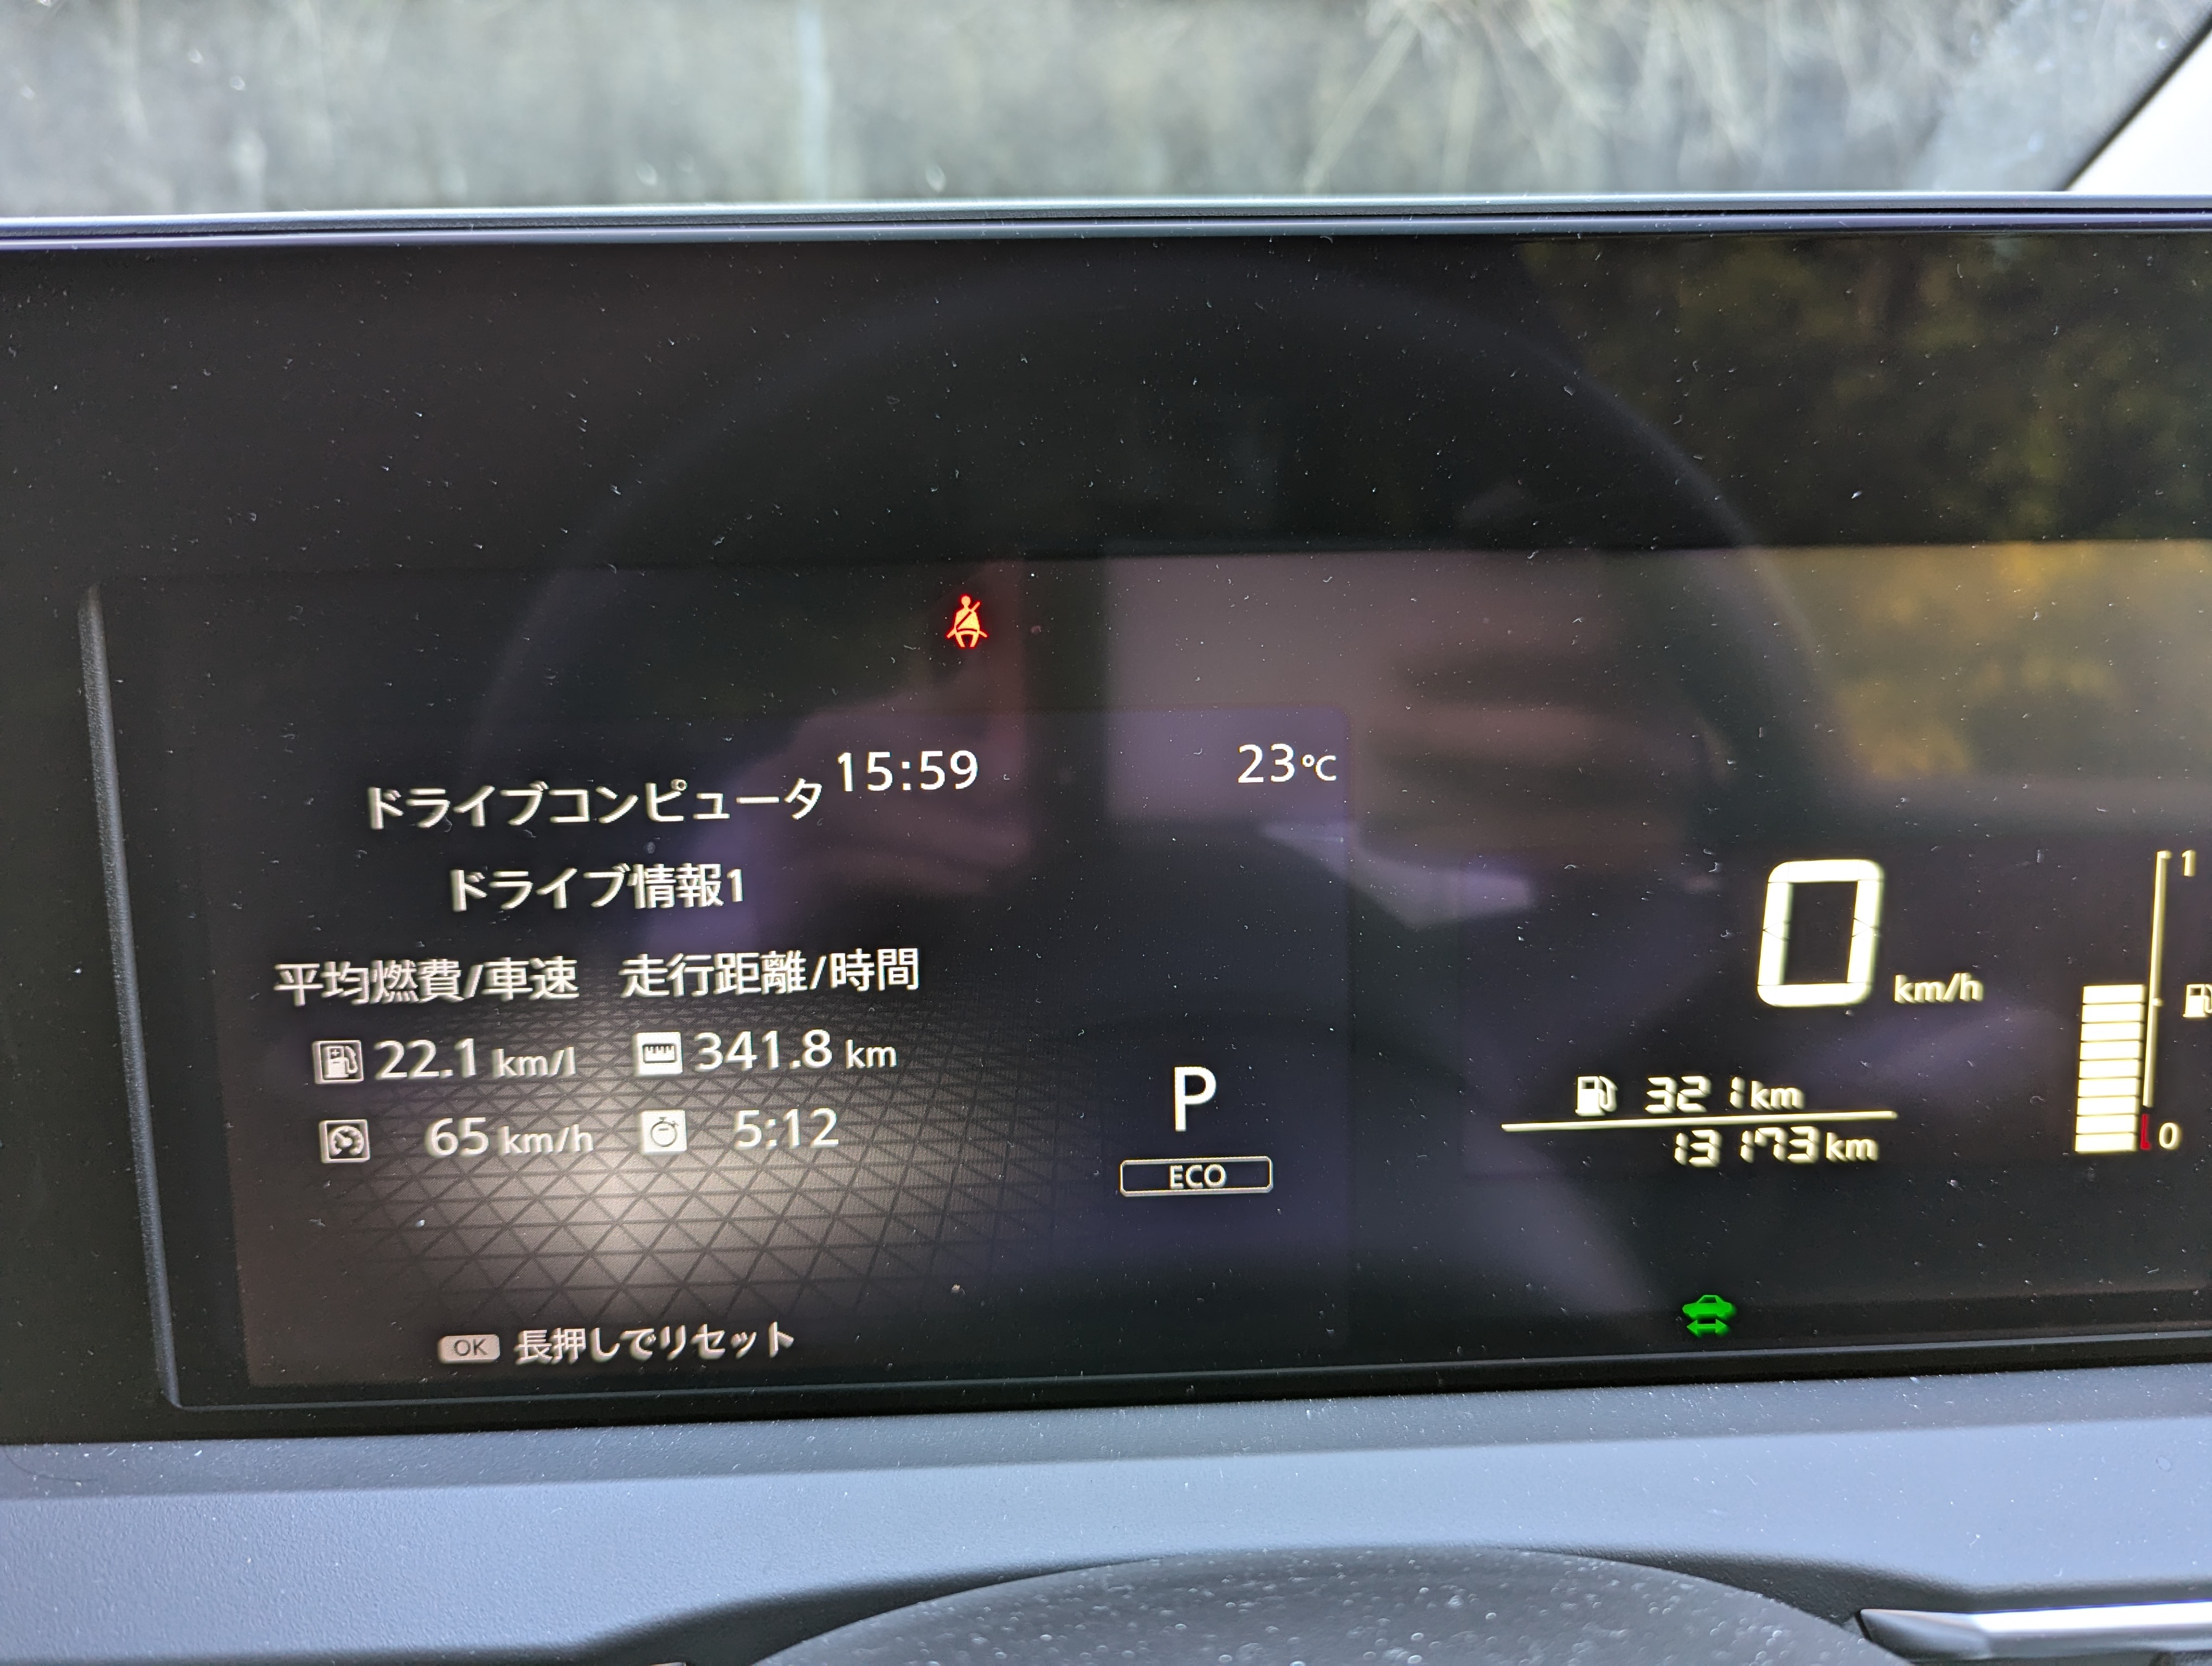 15:59 23℃
ドライブコンピュータ
ドライブ情報1
平均燃費/車速 走行距離/時間
22.1 km/l 341.8 km
65 km/h 5:12
OK 長押しでリセット
P
ECO
0 km/h
321 km
13173 km
1
0